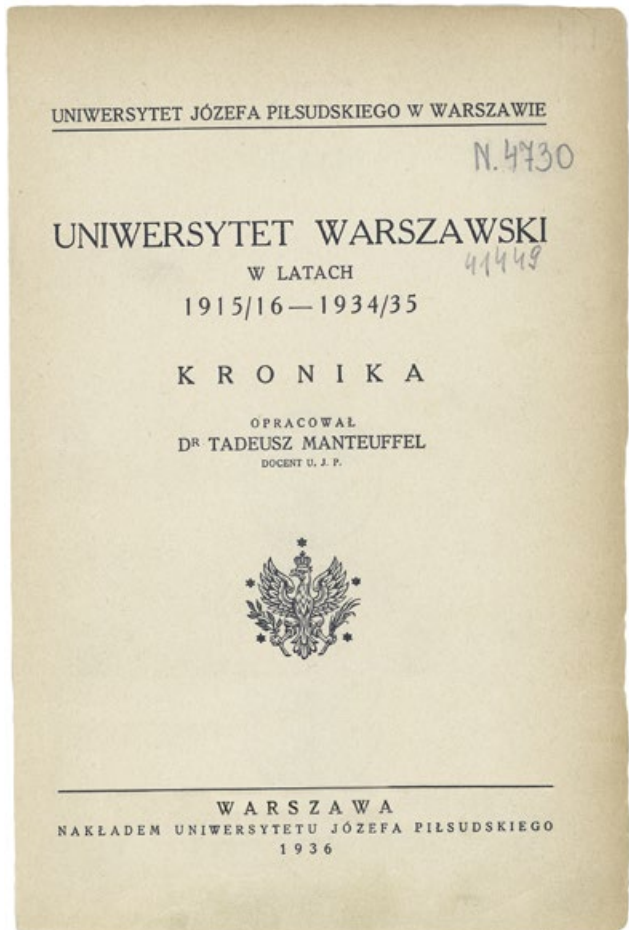 UNIWERSYTET JÓZEFA PIŁSUDSKIEGO W WARSZAWIE
N. 4730
UNIWERSYTET WARSZAWSKI
41449
W LATACH
1915/16—1934/35
KRONIKA
OPRACOWAŁ
DR TADEUSZ MANTEUFFEL
DOCENT U. J. P.
WARSZAWA
NAKŁADEM UNIWERSYTETU JÓZEFA PIŁSUDSKIEGO
1936